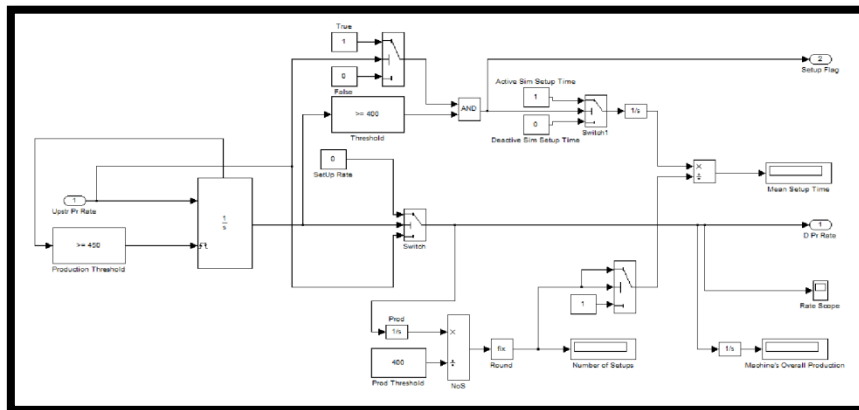 True
1
0
False
>= 400
Threshold
AND
Active Sim Setup Time
1
0
Deactive Sim Setup Time
Switch1
1/s
2
Setup Flag
0
SetUp Rate
×
÷
Mean Setup Time
1
Upstr Pr Rate
1
s
>= 450
Production Threshold
Switch
1
D Pr Rate
1
Rate Scope
Prod
1/s
400
Prod Threshold
×
÷
NoS
fix
Round
Number of Setups
1/s
Machine's Overall Production